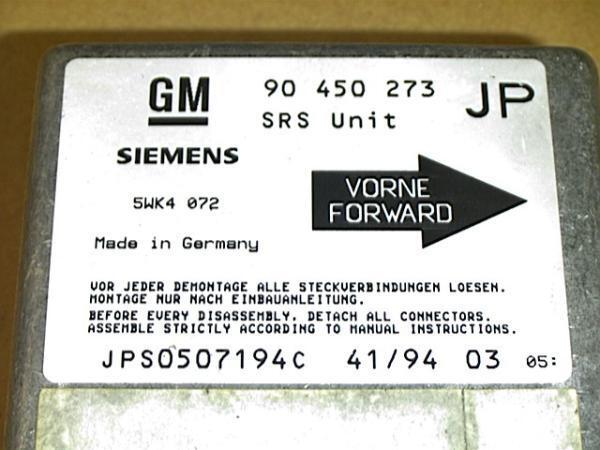 GM 90 450 273 JP
SRS Unit
SIEMENS
5WK4 072
VORNE
FORWARD
Made in Germany
VOR JEDER DEMONTAGE ALLE STECKVERBINDUNGEN LOESEN.
MONTAGE NUR NACH EINBAUANLEITUNG.
BEFORE EVERY DISASSEMBLY, DETACH ALL CONNECTORS.
ASSEMBLE STRICTLY ACCORDING TO MANUAL INSTRUCTIONS.
JPS0507194C 41/94 03 05: